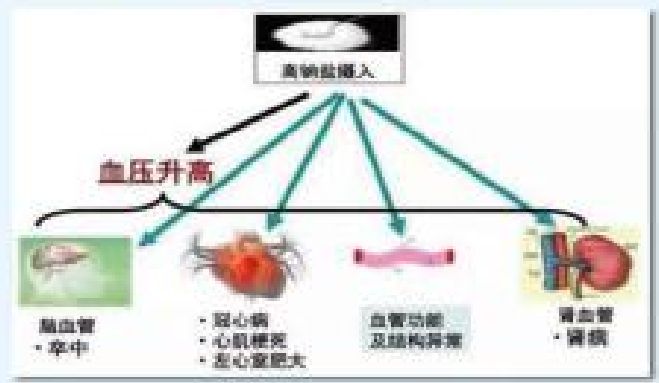 高钠盐摄入
血压升高
脑血管
·卒中
·冠心病
·心肌梗死
·左心室肥大
血管功能
及结构异常
肾血管
·肾病